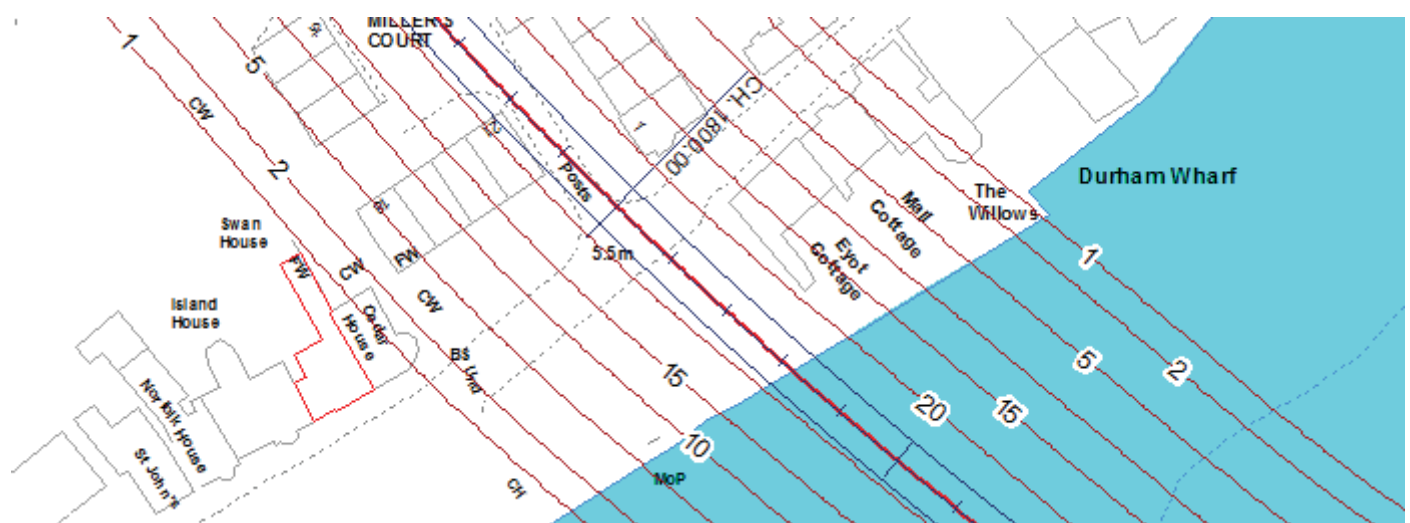 MILLER'S
COURT
1
5
CW
2
1
CH. 1800.00
Posts
5.5m
Swan
House
FW
CW
FW
CW
Island
House
Cedar
House
BS
Und
Norfolk House
St John's
Eyot
Cottage
Mall
Cottage
The
Willows
Durham Wharf
1
2
5
15
20
15
10
MoP
CH